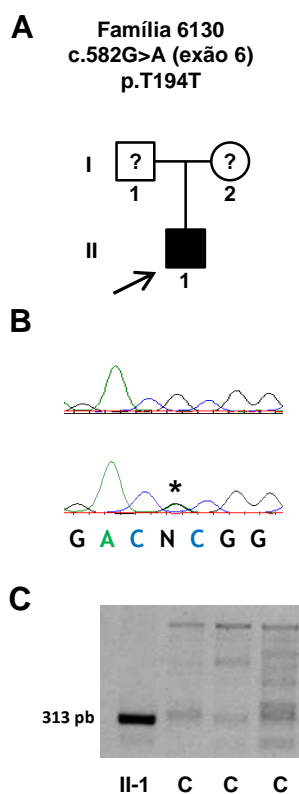 A
Família 6130
c.582G>A (exão 6)
p.T194T
I
?
?
1
2
II
1
B
*
G A C N C G G
C
313 pb
II-1 C C C